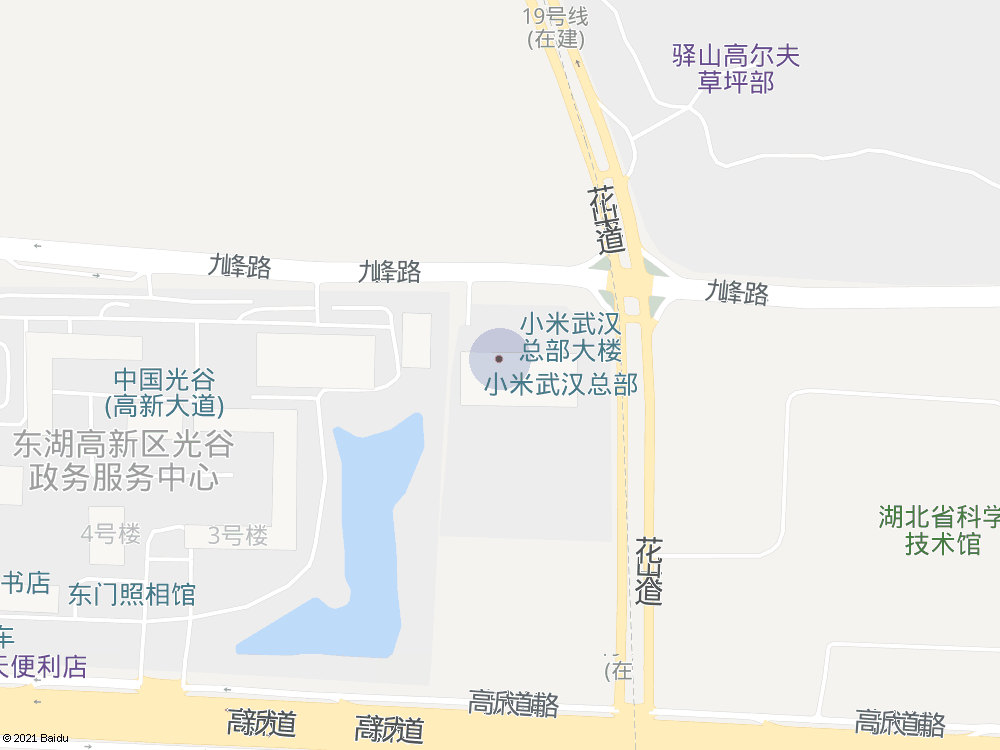 19号线
(在建)
驿山高尔夫
草坪部
花山大道
九峰路
九峰路
九峰路
小米武汉
总部大楼
小米武汉总部
中国光谷
(高新大道)
东湖高新区光谷
政务服务中心
湖北省科学
技术馆
4号楼
3号楼
花山大道
书店
东门照相馆
车
天便利店
(在
高新大道辅路
高新大道
高新大道
高新大道辅路
© 2021 Baidu